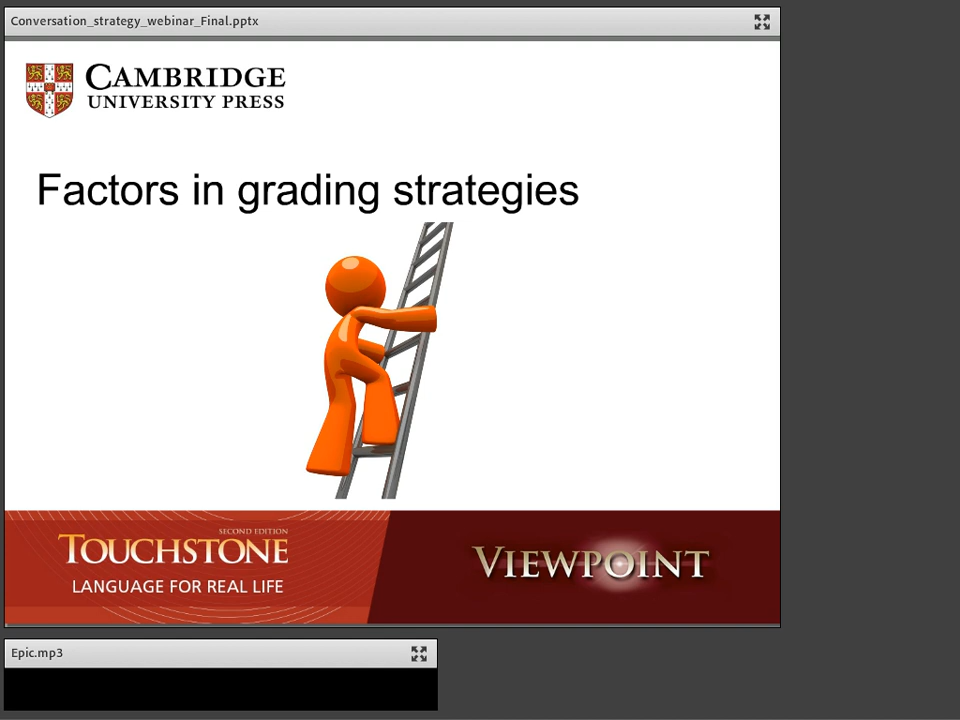 Conversation_strategy_webinar_Final.pptx
CAMBRIDGE
UNIVERSITY PRESS
Factors in grading strategies
SECOND EDITION
TOUCHSTONE
LANGUAGE FOR REAL LIFE
VIEWPOINT
Epic.mp3